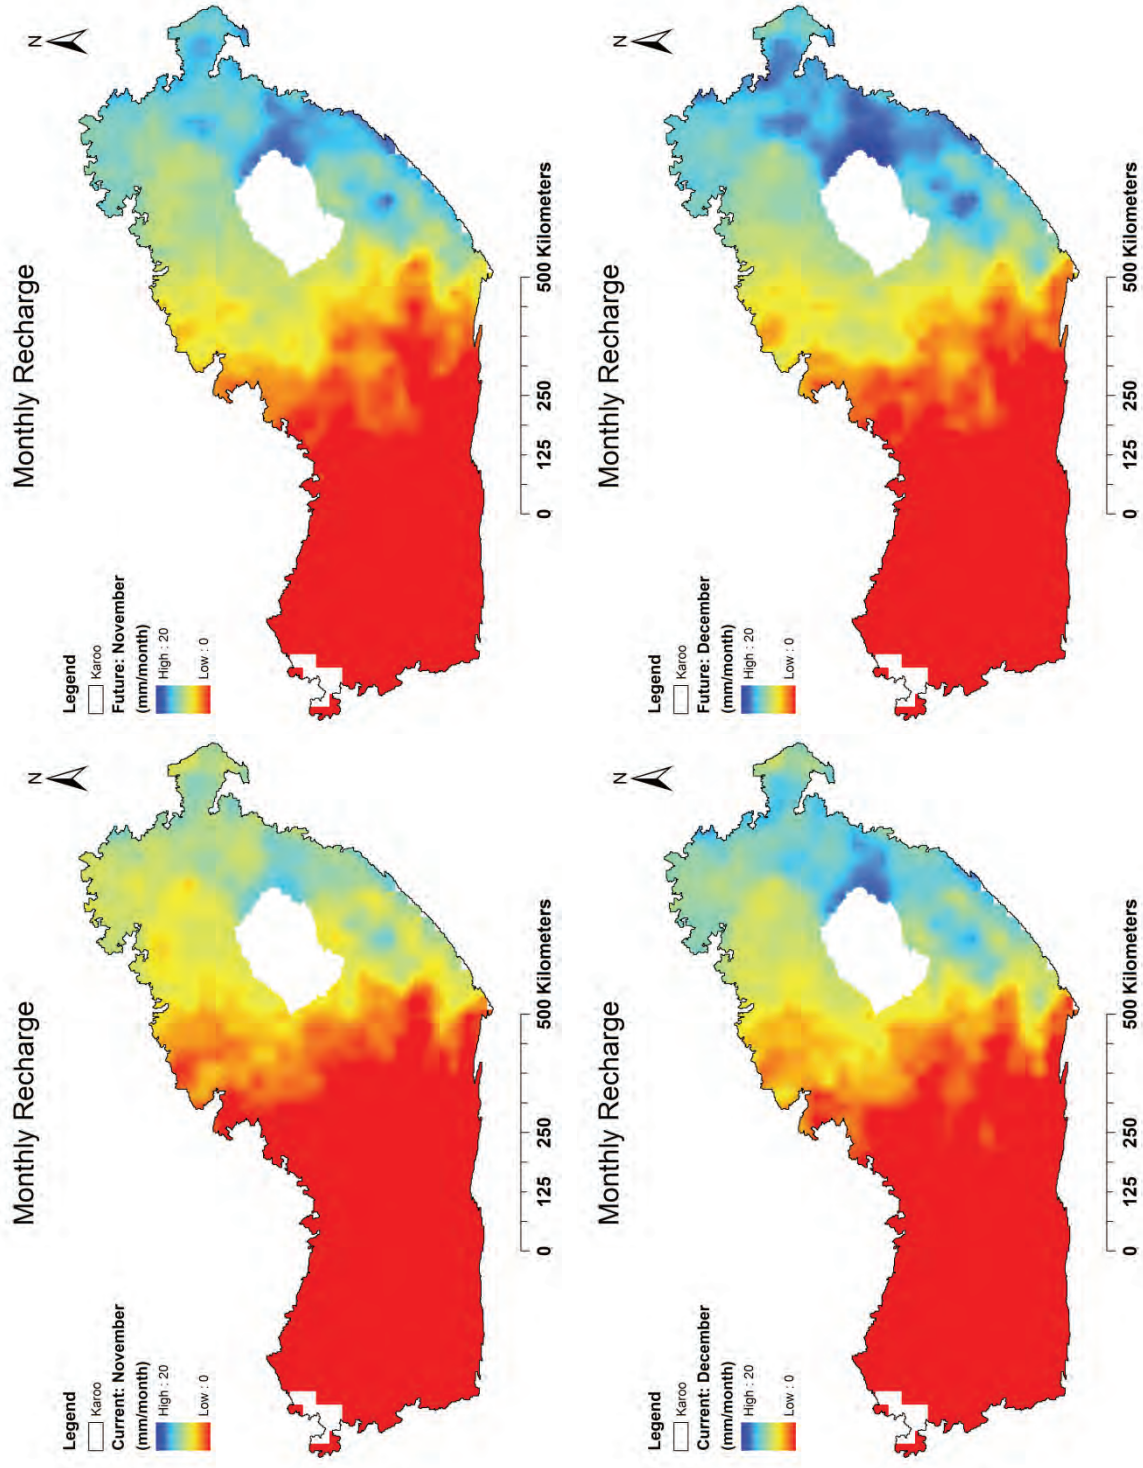 Monthly Recharge
N
Legend
Karoo
Current: November
(mm/month)
High : 20
Low : 0
0 125 250 500 Kilometers
Monthly Recharge
N
Legend
Karoo
Future: November
(mm/month)
High : 20
Low : 0
0 125 250 500 Kilometers
Monthly Recharge
N
Legend
Karoo
Current: December
(mm/month)
High : 20
Low : 0
0 125 250 500 Kilometers
Monthly Recharge
N
Legend
Karoo
Future: December
(mm/month)
High : 20
Low : 0
0 125 250 500 Kilometers